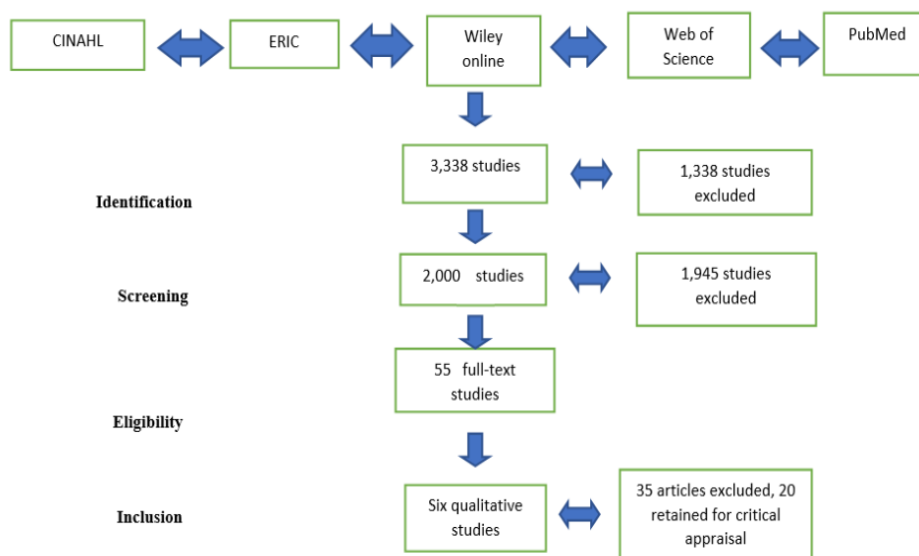 CINAHL
ERIC
Wiley
online
Web of
Science
PubMed
3,338 studies
1,338 studies
excluded
Identification
2,000 studies
1,945 studies
excluded
Screening
55 full-text
studies
Eligibility
Six qualitative
studies
35 articles excluded, 20
retained for critical
appraisal
Inclusion